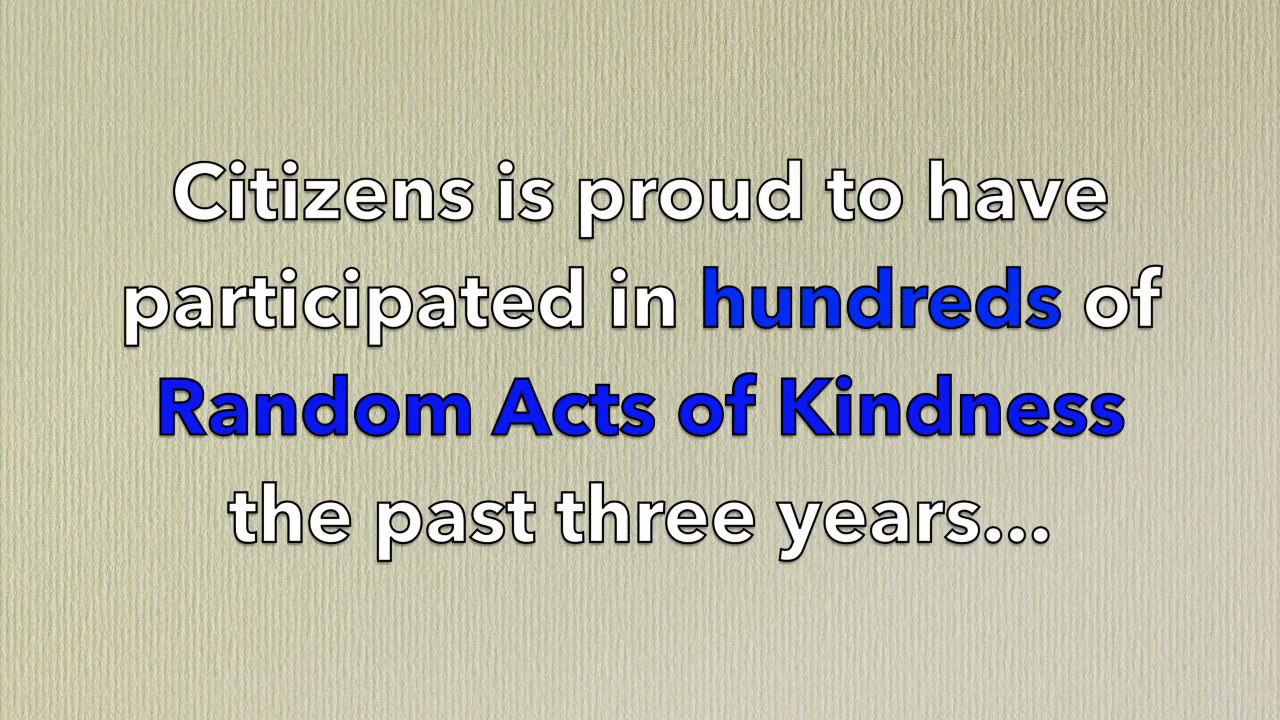 Citizens is proud to have
participated in hundreds of
Random Acts of Kindness
the past three years...